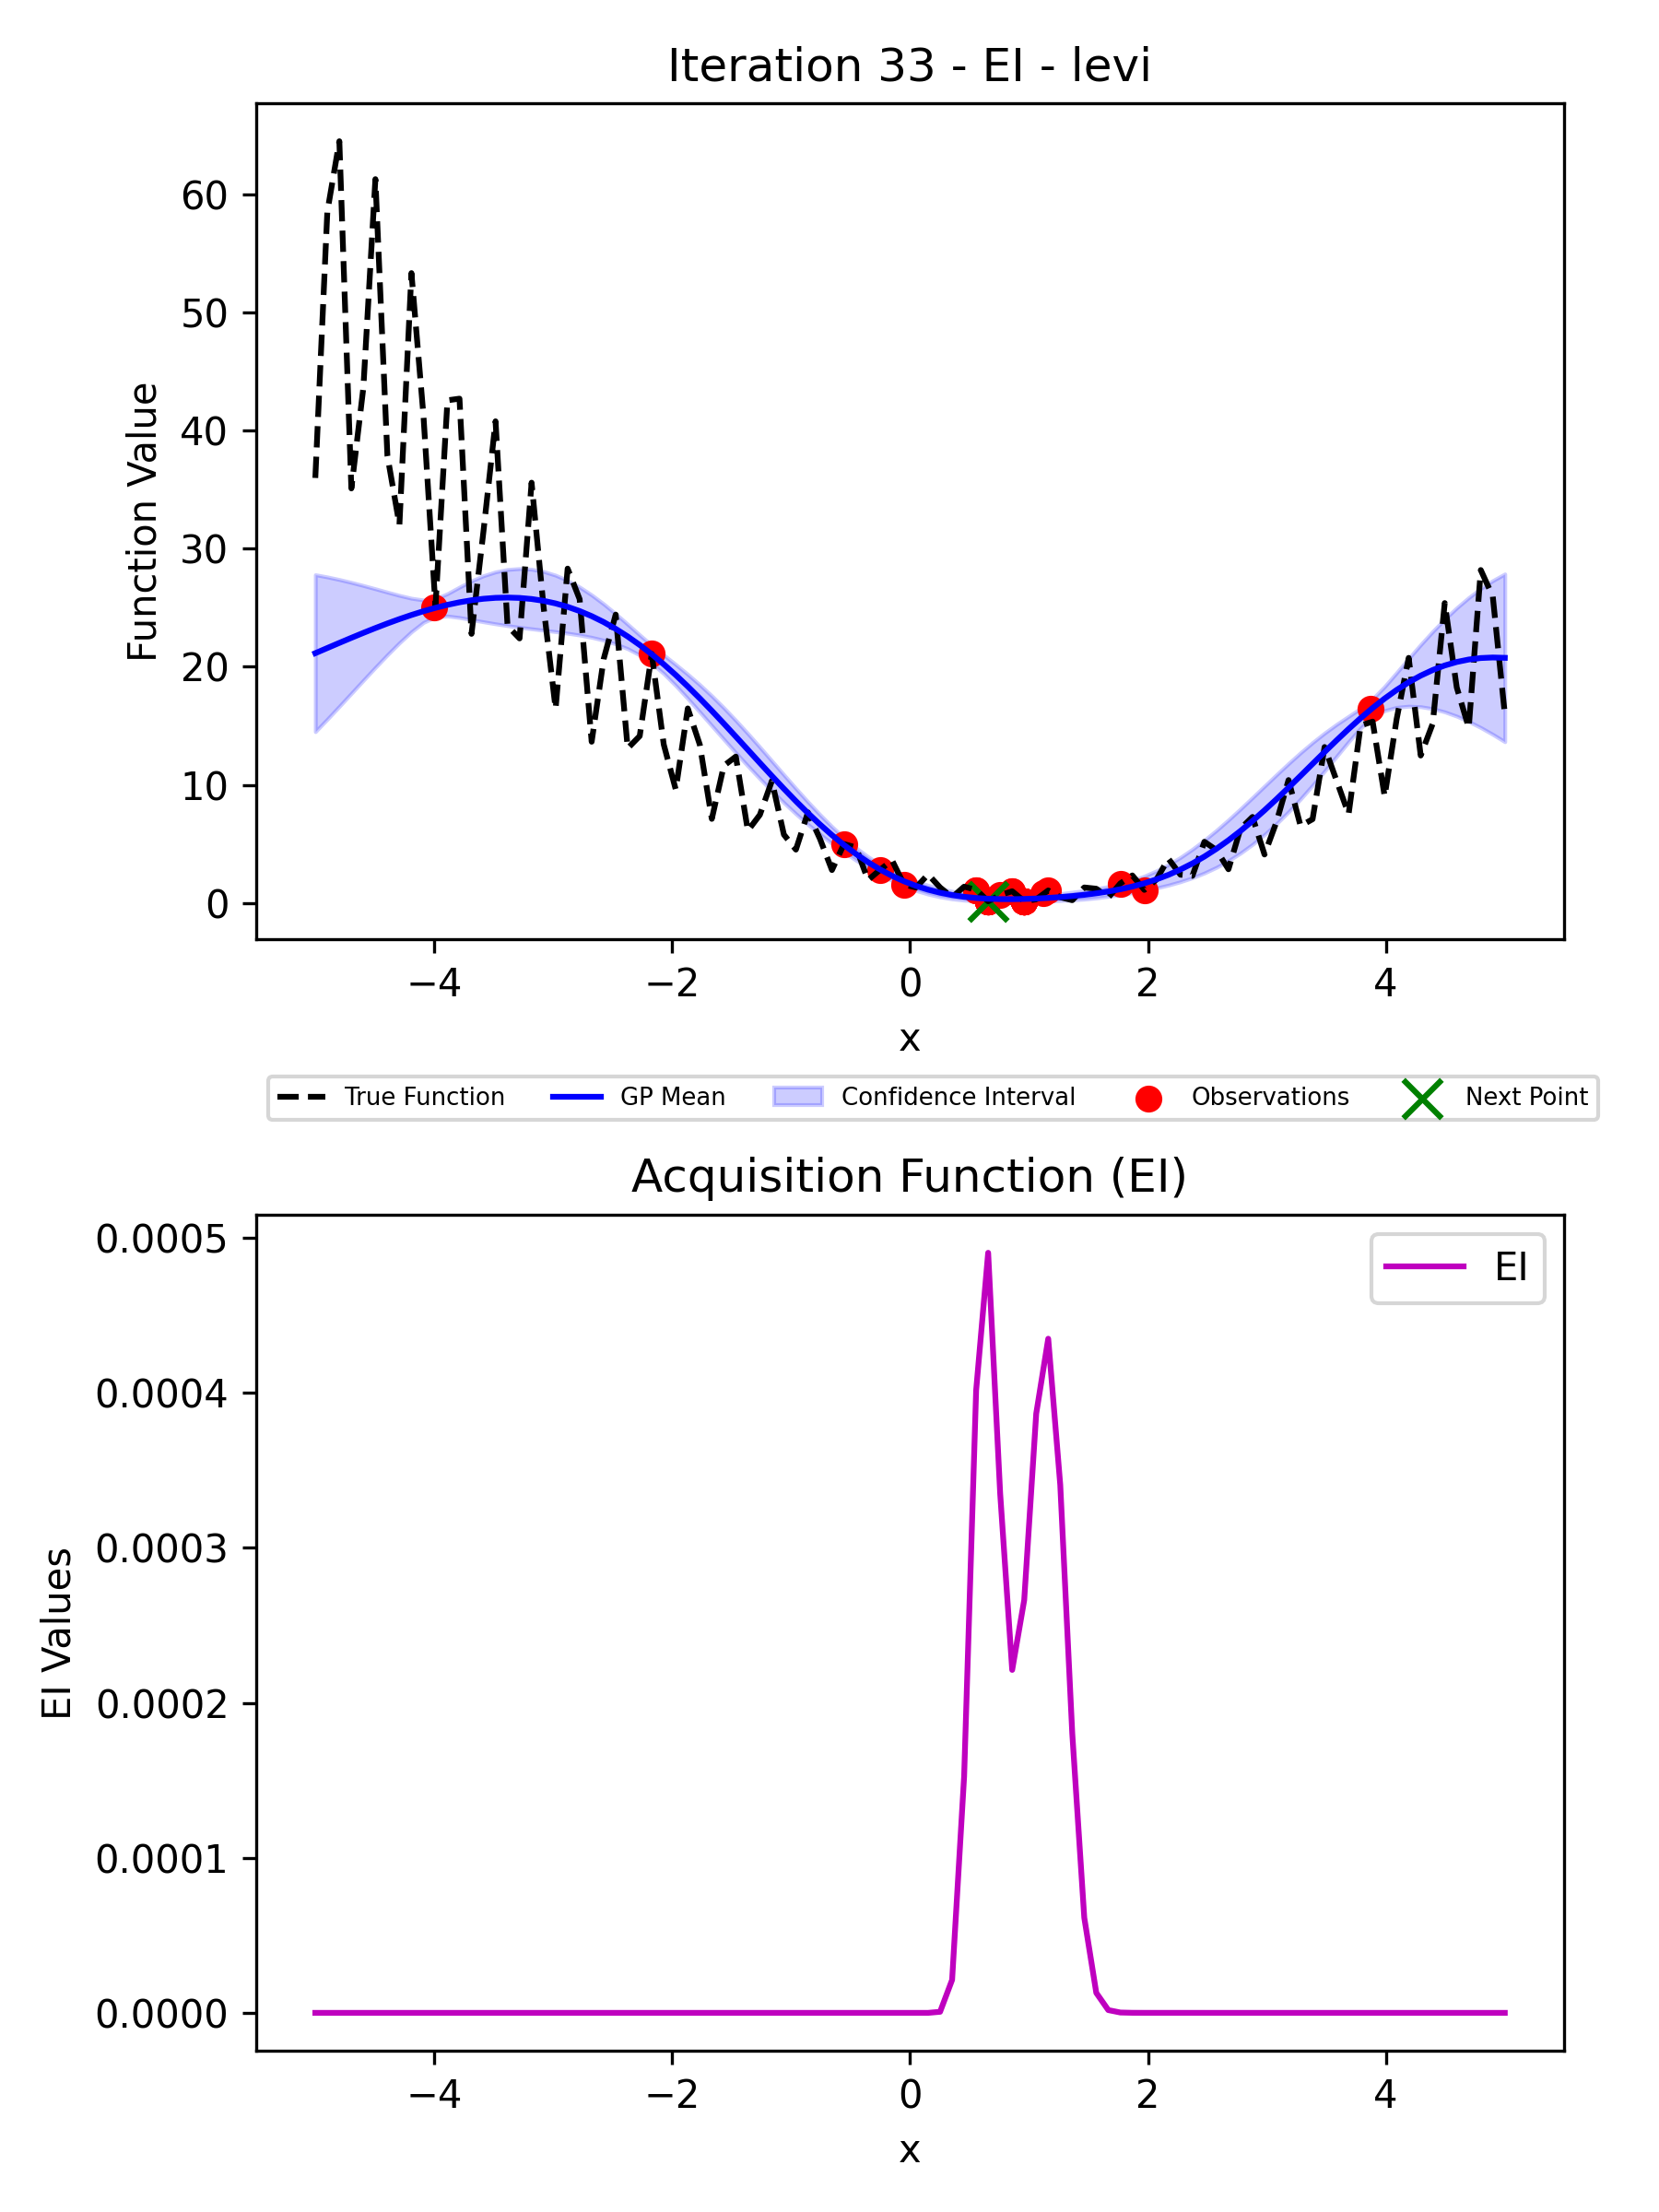 Iteration 33 - EI - levi
Function Value
60
50
40
30
20
10
0
−4 −2 0 2 4
x
True Function GP Mean Confidence Interval Observations Next Point
Acquisition Function (EI)
EI Values
0.0005
0.0004
0.0003
0.0002
0.0001
0.0000
EI
−4 −2 0 2 4
x